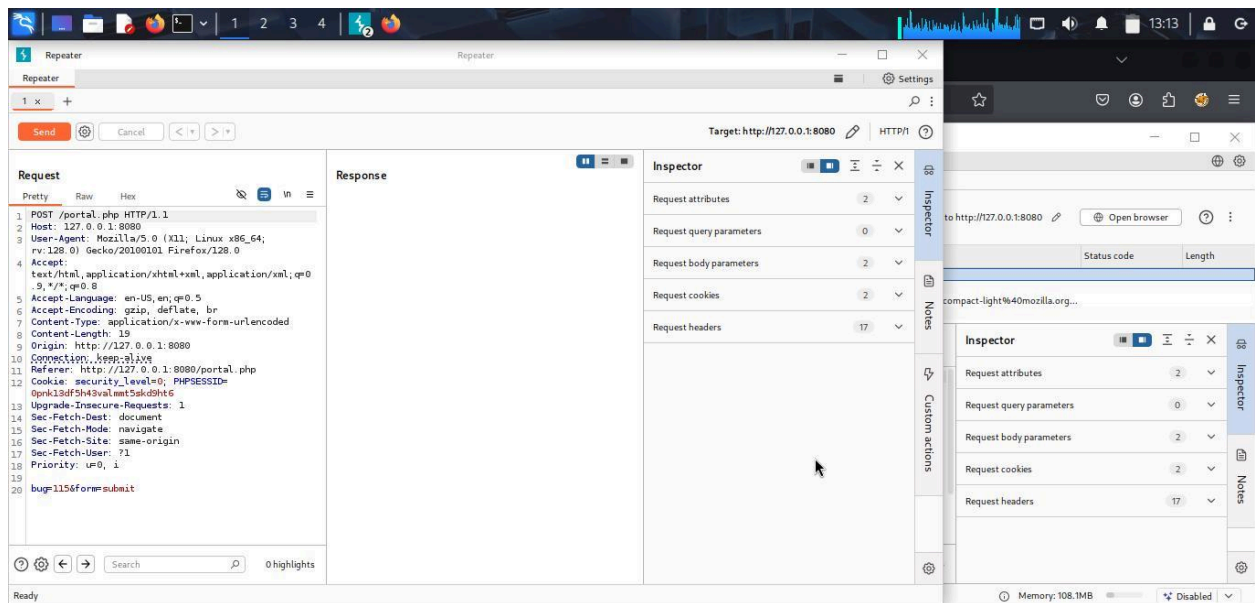 1 2 3 4
2
13:13
Repeater
Repeater
Repeater
Settings
1 × +
Send
Cancel
< >
Target: http://127.0.0.1:8080
HTTP/1
Request
Pretty Raw Hex
\n
1 POST /portal.php HTTP/1.1
2 Host: 127.0.0.1:8080
3 User-Agent: Mozilla/5.0 (X11; Linux x86_64;
rv:128.0) Gecko/20100101 Firefox/128.0
4 Accept:
text/html,application/xhtml+xml,application/xml;q=0
.9,*/*;q=0.8
5 Accept-Language: en-US,en;q=0.5
6 Accept-Encoding: gzip, deflate, br
7 Content-Type: application/x-www-form-urlencoded
8 Content-Length: 19
9 Origin: http://127.0.0.1:8080
10 Connection: keep-alive
11 Referer: http://127.0.0.1:8080/portal.php
12 Cookie: security_level=0; PHPSESSID=
0pnk13df5h43valmmt5skd9ht6
13 Upgrade-Insecure-Requests: 1
14 Sec-Fetch-Dest: document
15 Sec-Fetch-Mode: navigate
16 Sec-Fetch-Site: same-origin
17 Sec-Fetch-User: ?1
18 Priority: u=0, i
19
20 bug=115&form=submit
Search
0 highlights
Ready
Response
Inspector
Request attributes 2
Request query parameters 0
Request body parameters 2
Request cookies 2
Request headers 17
Inspector
Notes
Custom actions
to http://127.0.0.1:8080
Open browser
Status code Length
compact-light%40mozilla.org...
Inspector
Request attributes 2
Request query parameters 0
Request body parameters 2
Request cookies 2
Request headers 17
Inspector
Notes
Memory: 108.1MB
Disabled